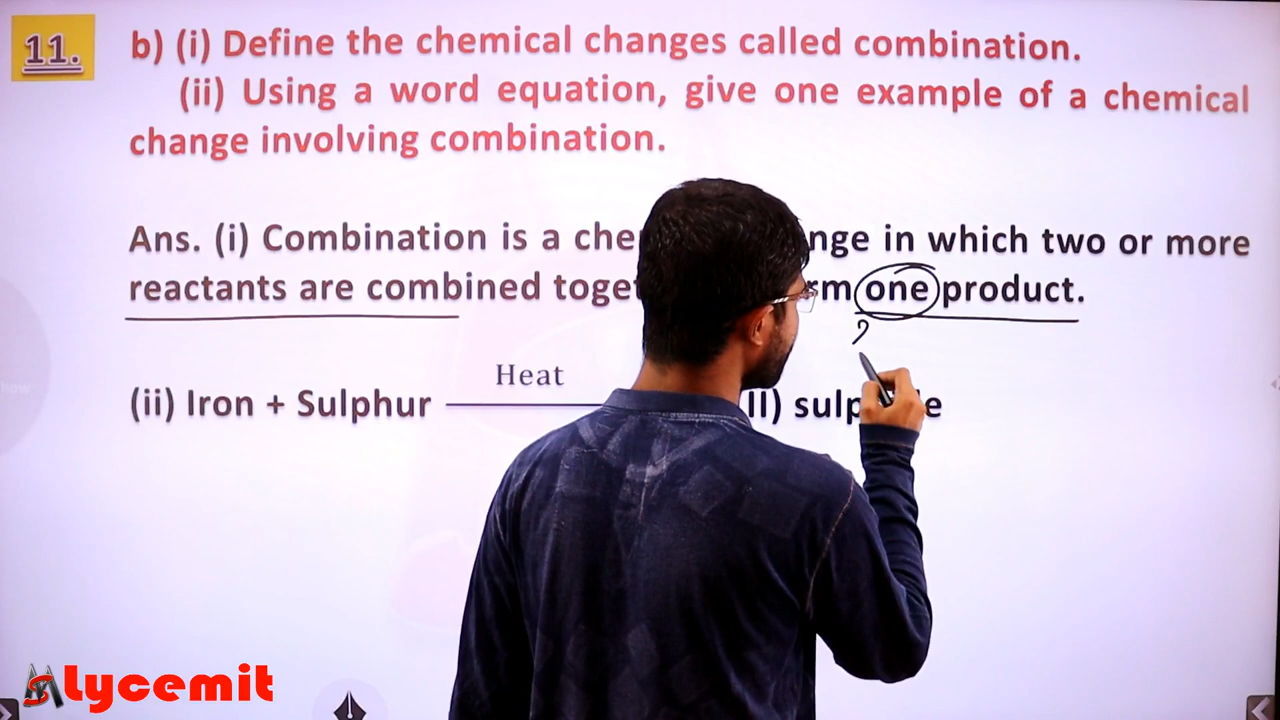 11.
b) (i) Define the chemical changes called combination.
(ii) Using a word equation, give one example of a chemical
change involving combination.
Ans. (i) Combination is a che nge in which two or more
reactants are combined toget rm one product.
Heat
(ii) Iron + Sulphur II) sulp e
lycemit